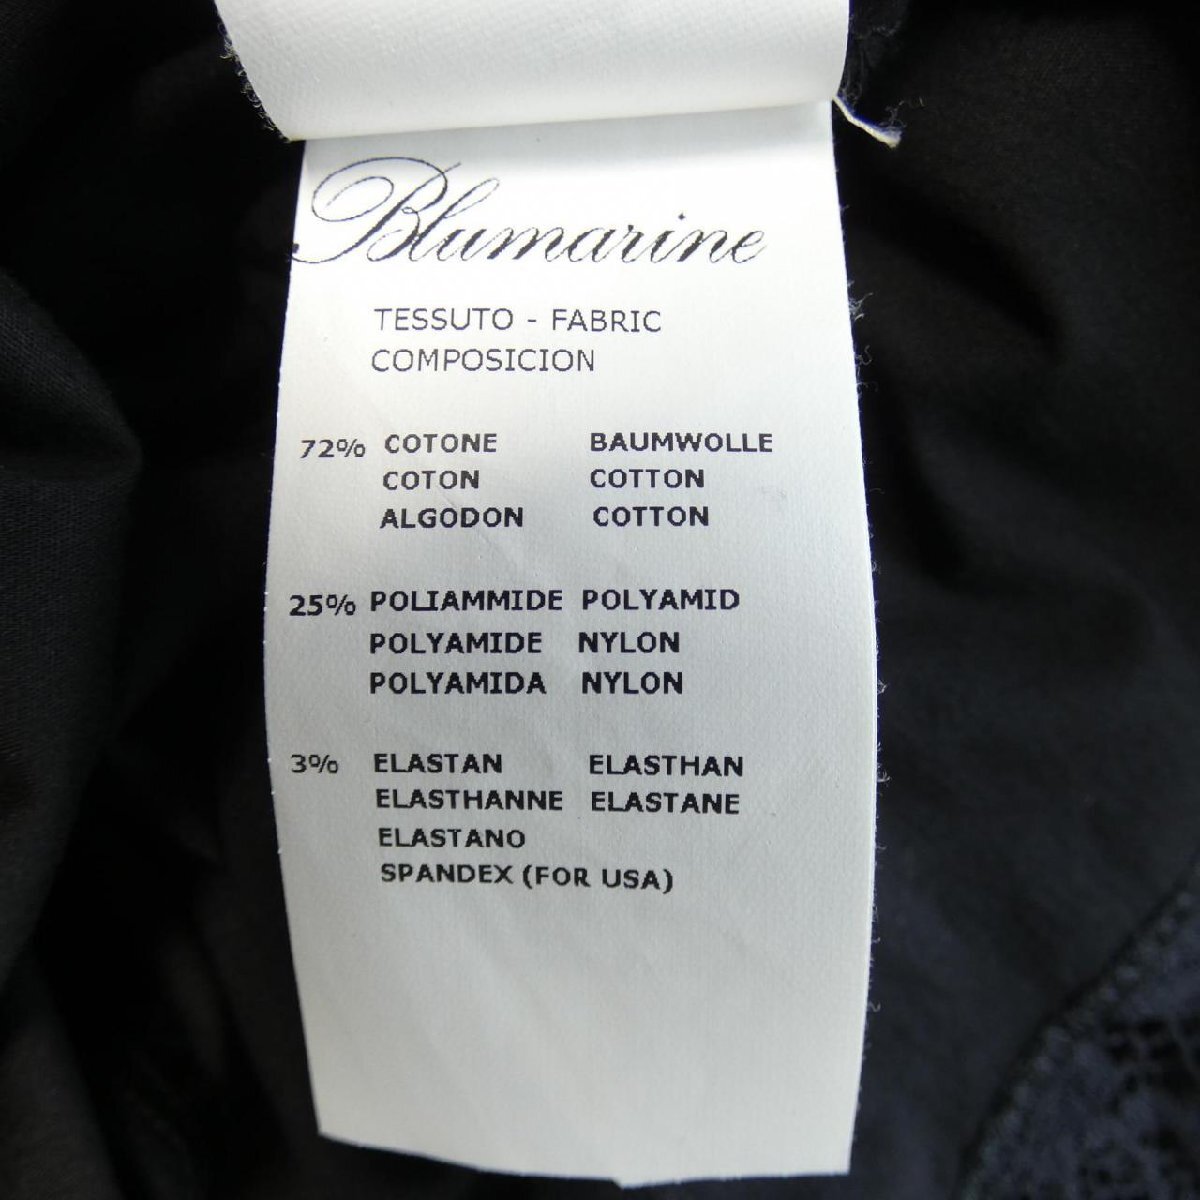 Blumarine
TESSUTO - FABRIC
COMPOSICION
72% COTONE BAUMWOLLE
COTON COTTON
ALGODON COTTON
25% POLIAMMIDE POLYAMID
POLYAMIDE NYLON
POLYAMIDA NYLON
3% ELASTAN ELASTHAN
ELASTHANNE ELASTANE
ELASTANO
SPANDEX (FOR USA)